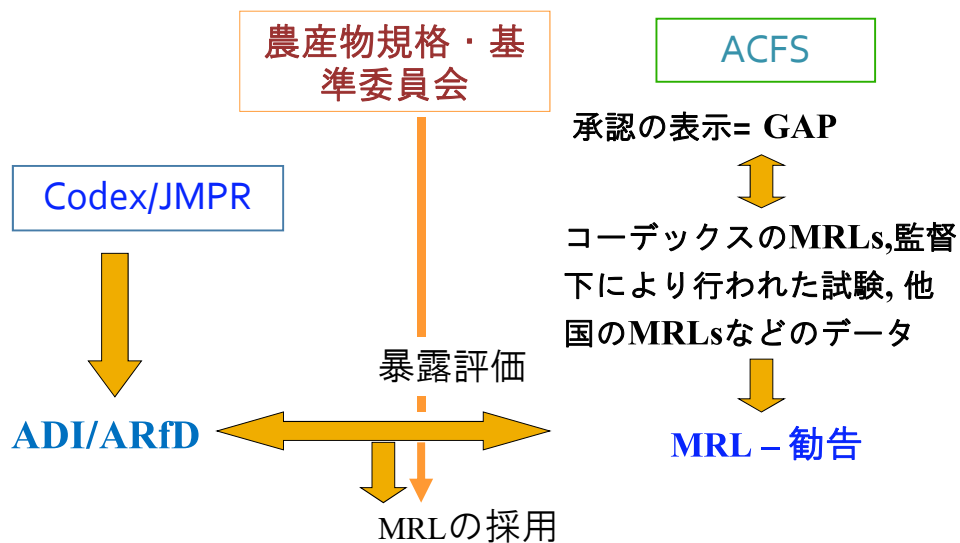 農産物規格・基
準委員会
ACFS
承認の表示= GAP
Codex/JMPR
コーデックスのMRLs,監督
下により行われた試験, 他
国のMRLsなどのデータ
暴露評価
ADI/ARfD
MRL – 勧告
MRLの採用